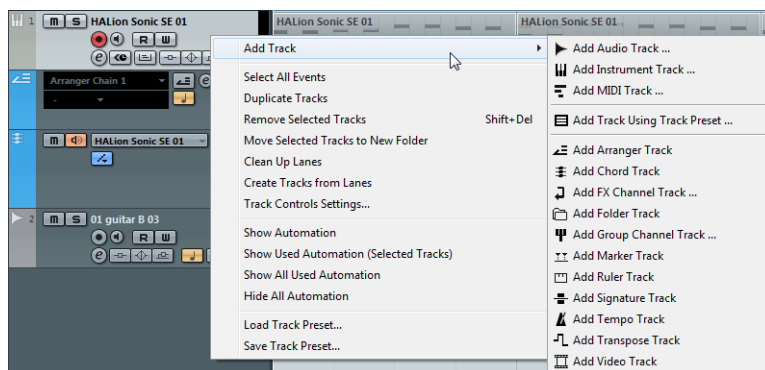 1 m S HALion Sonic SE 01
R W
e
Arranger Chain 1
e
-
m HALion Sonic SE 01
2 m S 01 guitar B 03
R W
e
HALion Sonic SE 01
HALion Sonic SE 01
Add Track
Select All Events
Duplicate Tracks
Remove Selected Tracks Shift+Del
Move Selected Tracks to New Folder
Clean Up Lanes
Create Tracks from Lanes
Track Controls Settings...
Show Automation
Show Used Automation (Selected Tracks)
Show All Used Automation
Hide All Automation
Load Track Preset...
Save Track Preset...
Add Audio Track ...
Add Instrument Track ...
Add MIDI Track ...
Add Track Using Track Preset ...
Add Arranger Track
Add Chord Track
Add FX Channel Track ...
Add Folder Track
Add Group Channel Track ...
Add Marker Track
Add Ruler Track
Add Signature Track
Add Tempo Track
Add Transpose Track
Add Video Track